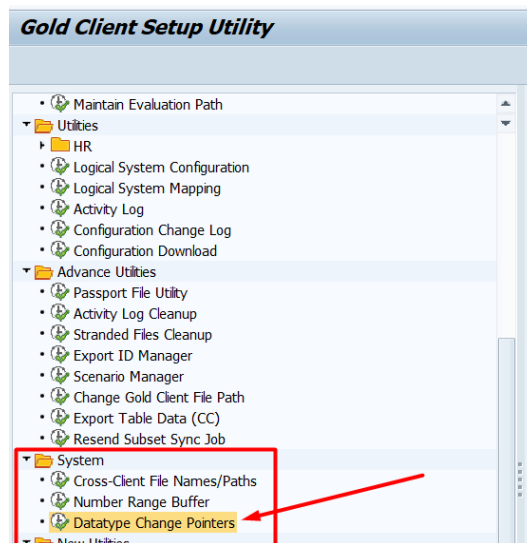 Gold Client Setup Utility
Maintain Evaluation Path
Utilities
HR
Logical System Configuration
Logical System Mapping
Activity Log
Configuration Change Log
Configuration Download
Advance Utilities
Passport File Utility
Activity Log Cleanup
Stranded Files Cleanup
Export ID Manager
Scenario Manager
Change Gold Client File Path
Export Table Data (CC)
Resend Subset Sync Job
System
Cross-Client File Names/Paths
Number Range Buffer
Datatype Change Pointers
New Utilities